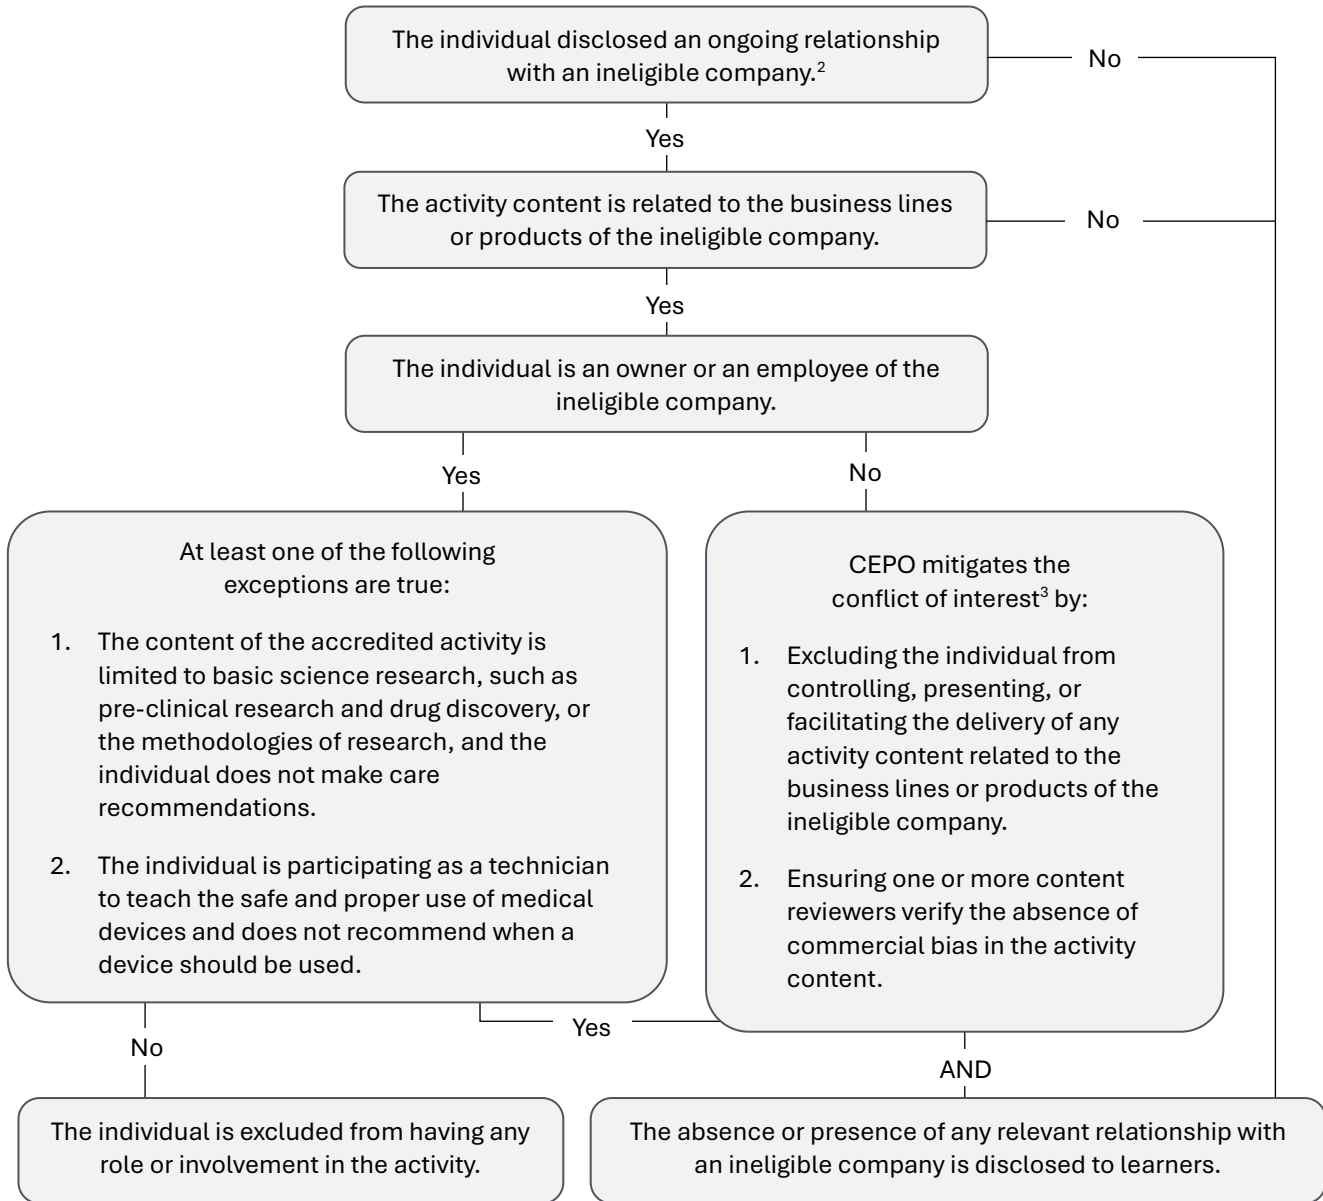 The individual disclosed an ongoing relationship
with an ineligible company.²
No
Yes
The activity content is related to the business lines
or products of the ineligible company.
No
Yes
The individual is an owner or an employee of the
ineligible company.
Yes
No
At least one of the following
exceptions are true:
1. The content of the accredited activity is
limited to basic science research, such as
pre-clinical research and drug discovery, or
the methodologies of research, and the
individual does not make care
recommendations.
2. The individual is participating as a technician
to teach the safe and proper use of medical
devices and does not recommend when a
device should be used.
CEPO mitigates the
conflict of interest³ by:
1. Excluding the individual from
controlling, presenting, or
facilitating the delivery of any
activity content related to the
business lines or products of the
ineligible company.
2. Ensuring one or more content
reviewers verify the absence of
commercial bias in the activity
content.
Yes
No
AND
The individual is excluded from having any
role or involvement in the activity.
The absence or presence of any relevant relationship with
an ineligible company is disclosed to learners.